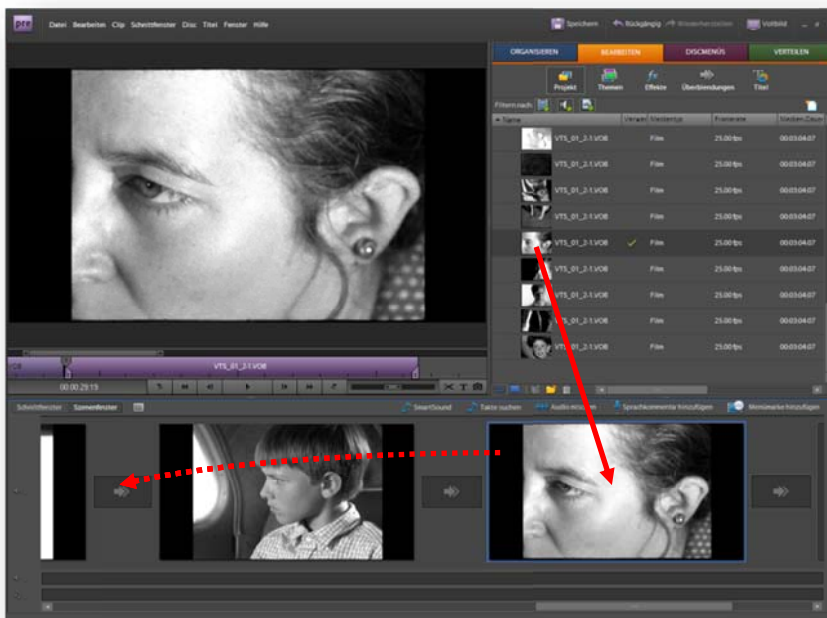 pre Datei Bearbeiten Clip Schnittfenster Disc Titel Fenster Hilfe Speichern Rückgängig Wiederherstellen Vollbild
ORGANISIEREN BEARBEITEN DISCMENÜS VERTEILEN
Projekt Themen Effekte Überblendungen Titel
Filtern nach:
Name Verwen Medientyp Framerate Medien-Dauer
VTS_01_2-1.VOB Film 25.00 fps 00:03:04:07
VTS_01_2-1.VOB Film 25.00 fps 00:03:04:07
VTS_01_2-1.VOB Film 25.00 fps 00:03:04:07
VTS_01_2-1.VOB Film 25.00 fps 00:03:04:07
VTS_01_2-1.VOB Film 25.00 fps 00:03:04:07
VTS_01_2-1.VOB Film 25.00 fps 00:03:04:07
VTS_01_2-1.VOB Film 25.00 fps 00:03:04:07
VTS_01_2-1.VOB Film 25.00 fps 00:03:04:07
VTS_01_2-1.VOB Film 25.00 fps 00:03:04:07
VTS_01_2-1.VOB
00:00:29:19
Schnittfenster Szenenfenster SmartSound Takte suchen Audio mischen Sprachkommentar hinzufügen Menümarke hinzufügen